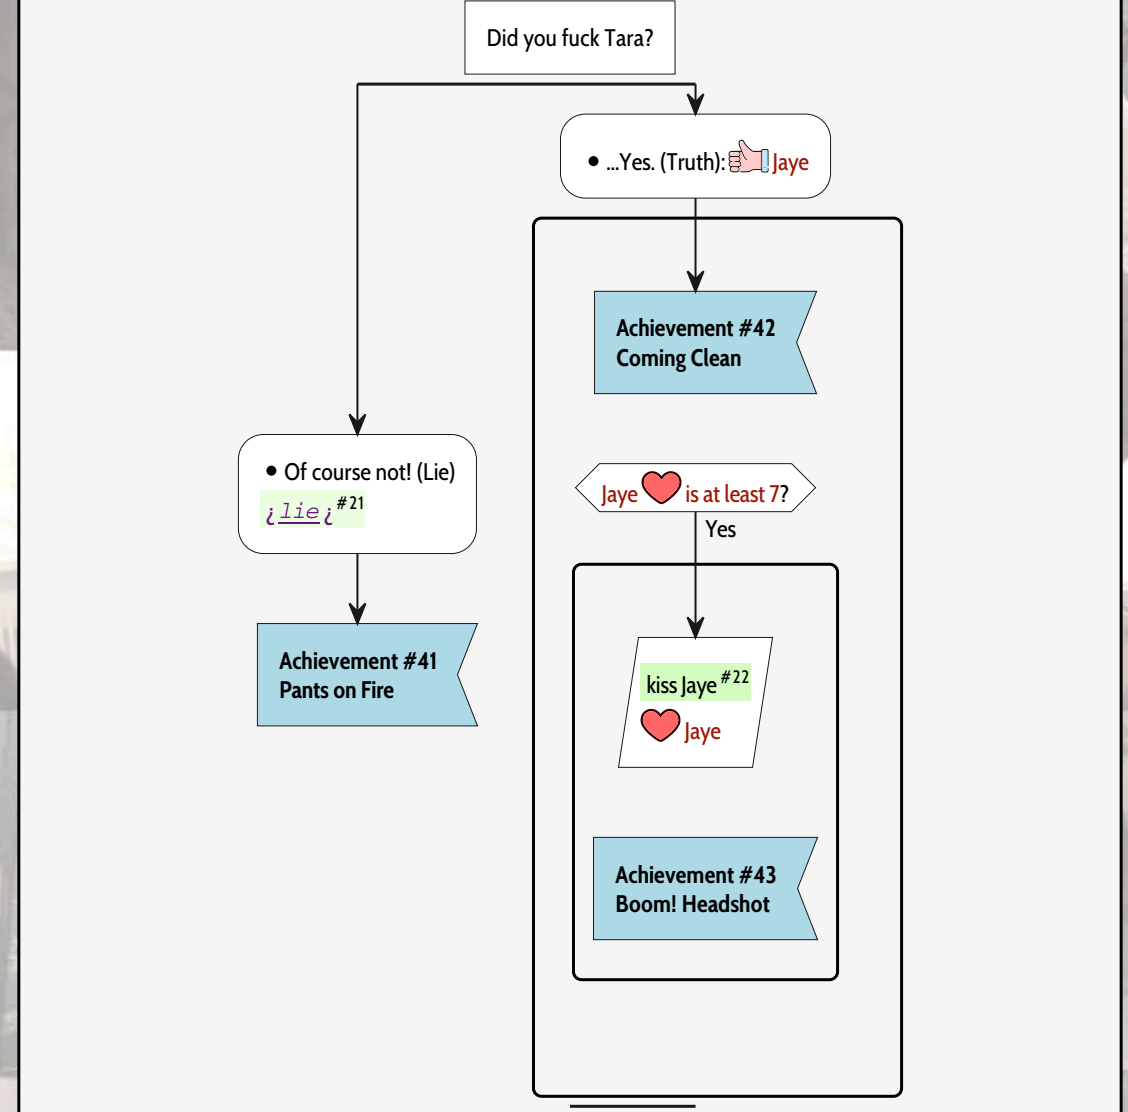 Did you fuck Tara?
• ...Yes. (Truth): Jaye
Achievement #42
Coming Clean
• Of course not! (Lie)
¿lie¿ #21
Jaye is at least 7?
Yes
Achievement #41
Pants on Fire
kiss Jaye #22
Jaye
Achievement #43
Boom! Headshot